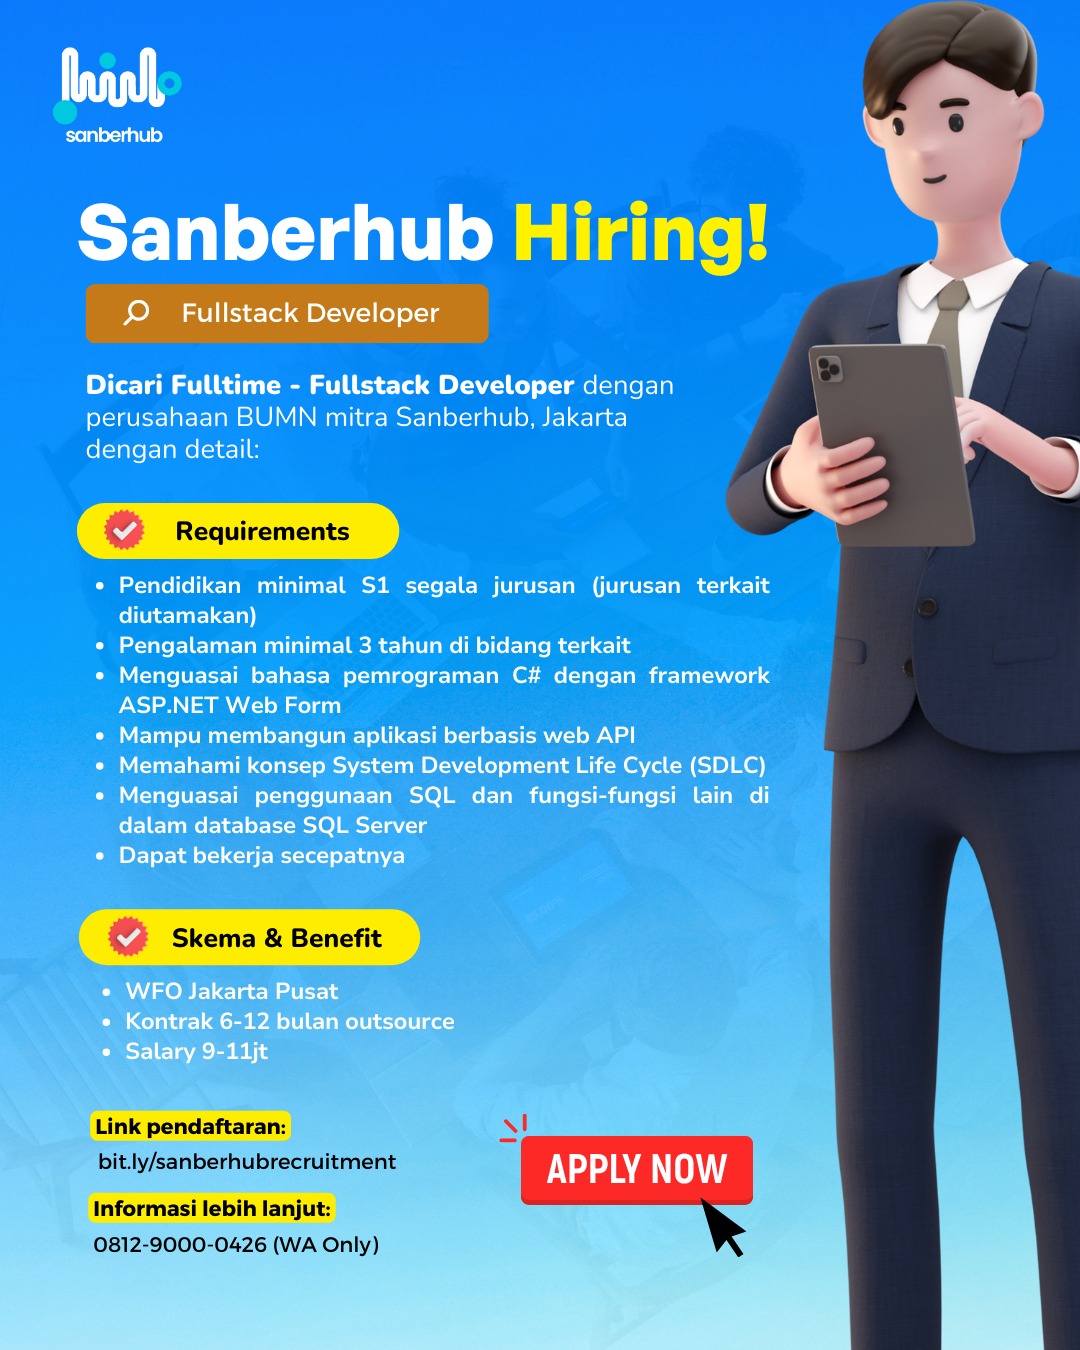 sanberhub
Sanberhub Hiring!
Fullstack Developer
Dicari Fulltime - Fullstack Developer dengan
perusahaan BUMN mitra Sanberhub, Jakarta
dengan detail:
Requirements
• Pendidikan minimal S1 segala jurusan (jurusan terkait
diutamakan)
• Pengalaman minimal 3 tahun di bidang terkait
• Menguasai bahasa pemrograman C# dengan framework
ASP.NET Web Form
• Mampu membangun aplikasi berbasis web API
• Memahami konsep System Development Life Cycle (SDLC)
• Menguasai penggunaan SQL dan fungsi-fungsi lain di
dalam database SQL Server
• Dapat bekerja secepatnya
Skema & Benefit
• WFO Jakarta Pusat
• Kontrak 6-12 bulan outsource
• Salary 9-11jt
Link pendaftaran:
bit.ly/sanberhubrecruitment
APPLY NOW
Informasi lebih lanjut:
0812-9000-0426 (WA Only)